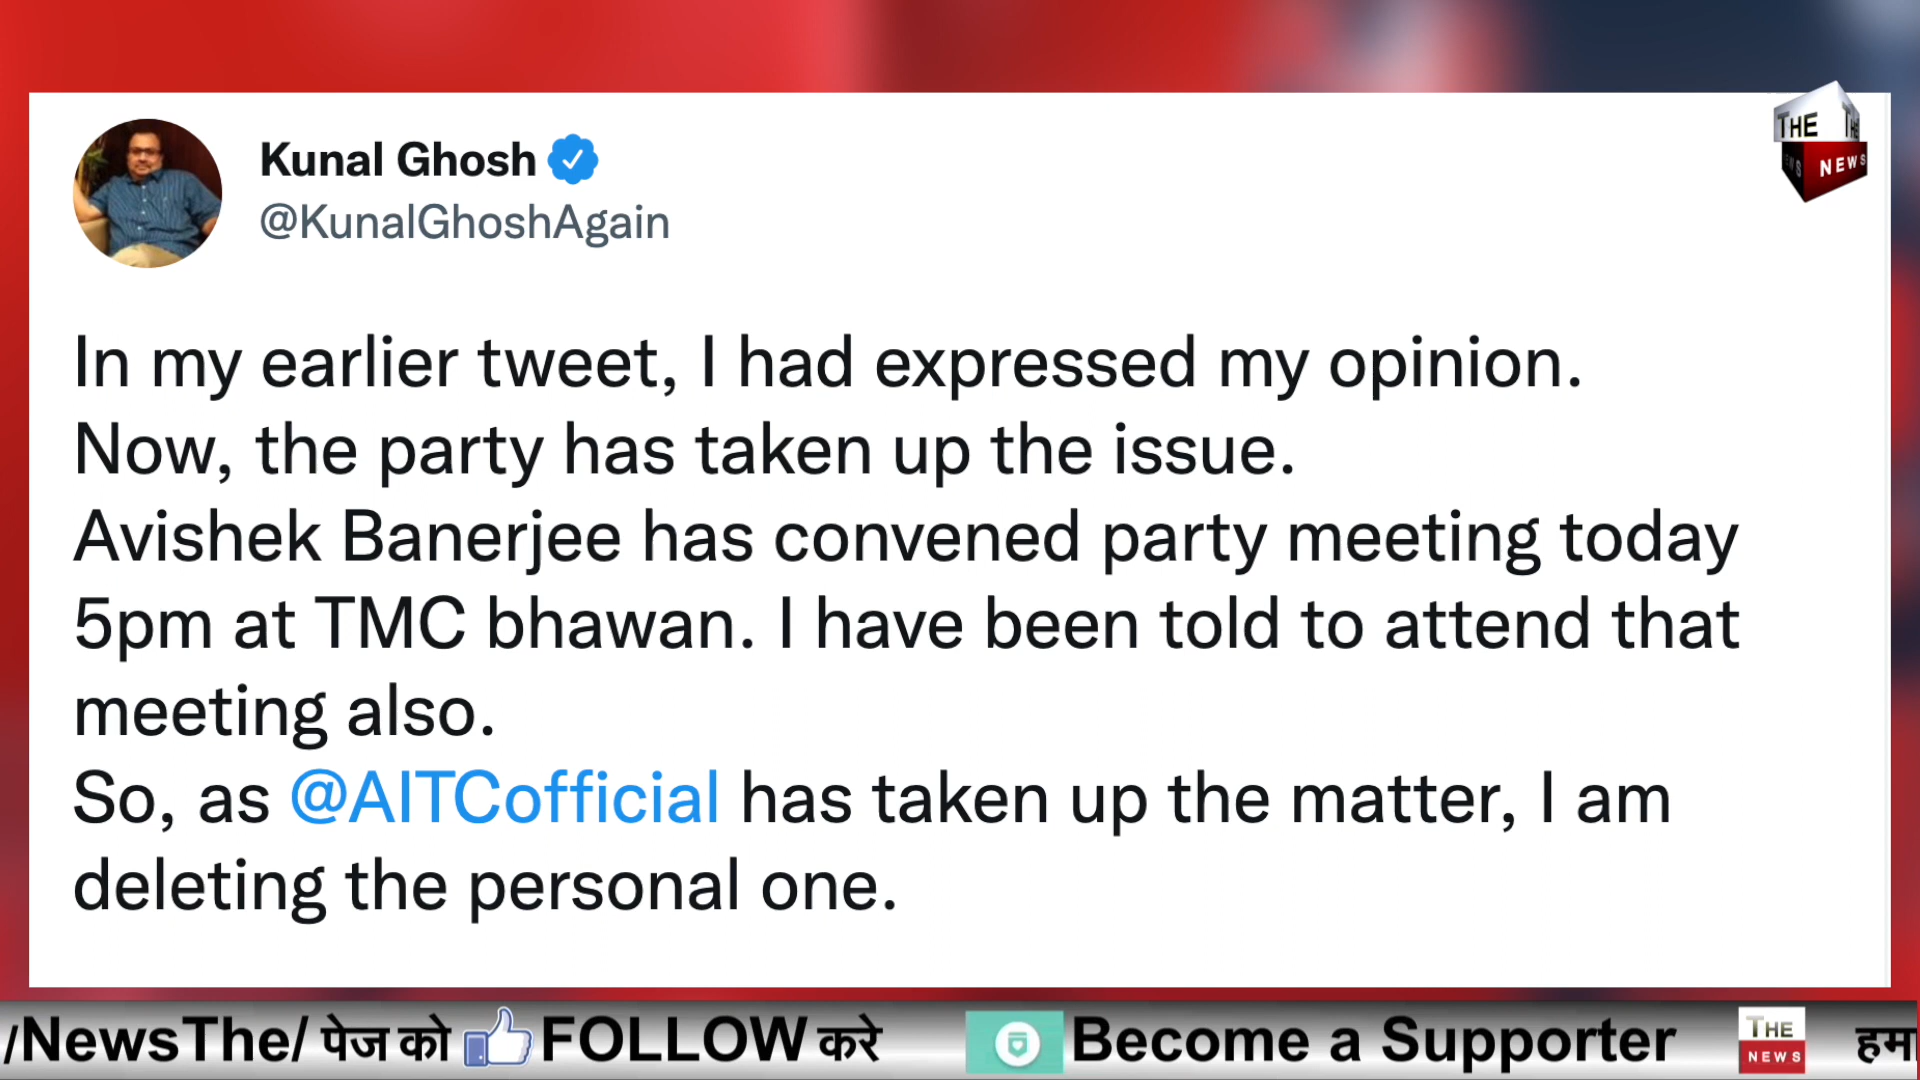 THE TH
NEWS NEWS
Kunal Ghosh
@KunalGhoshAgain
In my earlier tweet, I had expressed my opinion.
Now, the party has taken up the issue.
Avishek Banerjee has convened party meeting today
5pm at TMC bhawan. I have been told to attend that
meeting also.
So, as @AITCofficial has taken up the matter, I am
deleting the personal one.
/NewsThe/ पेज को FOLLOW करे Become a Supporter THE NEWS हमा